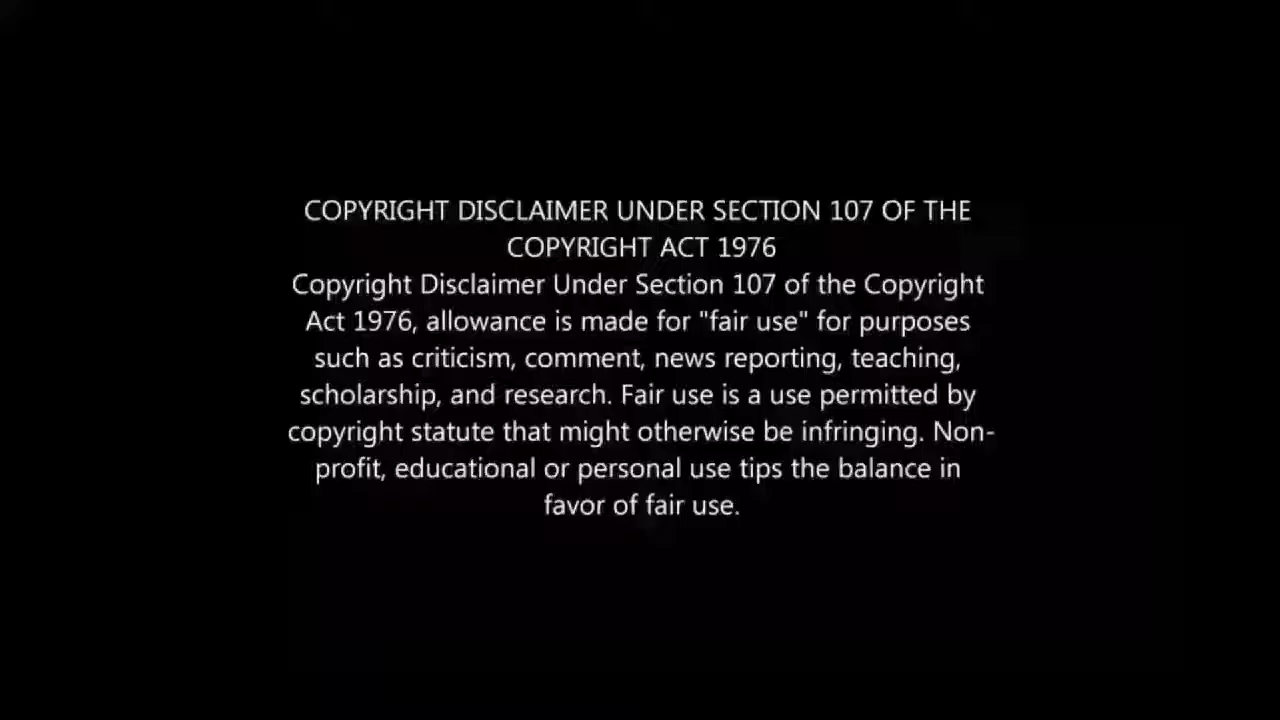 COPYRIGHT DISCLAIMER UNDER SECTION 107 OF THE
COPYRIGHT ACT 1976
Copyright Disclaimer Under Section 107 of the Copyright
Act 1976, allowance is made for "fair use" for purposes
such as criticism, comment, news reporting, teaching,
scholarship, and research. Fair use is a use permitted by
copyright statute that might otherwise be infringing. Non-
profit, educational or personal use tips the balance in
favor of fair use.